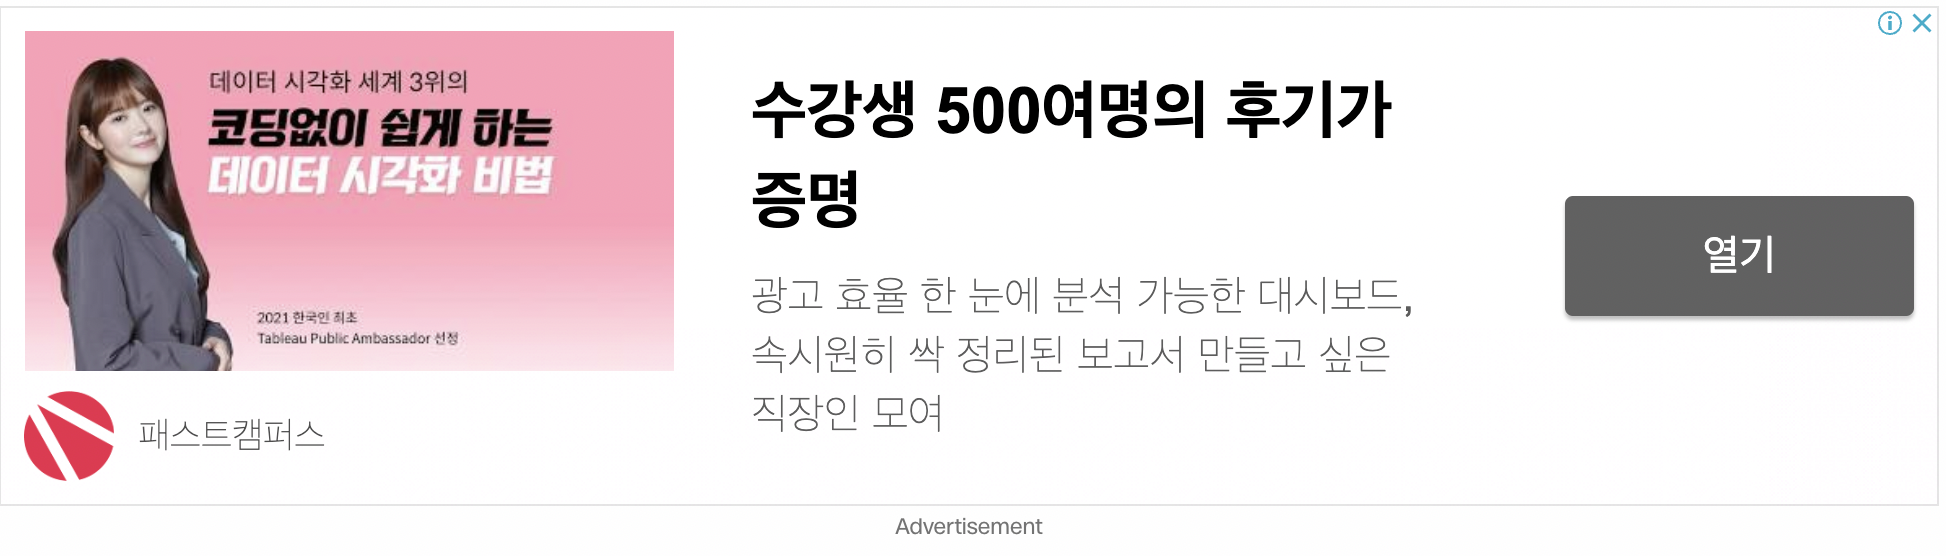 데이터 시각화 세계 3위의
코딩없이 쉽게 하는
데이터 시각화 비법
2021 한국인 최초
Tableau Public Ambassador 선정
패스트캠퍼스
수강생 500여명의 후기가
증명
광고 효율 한 눈에 분석 가능한 대시보드,
속시원히 싹 정리된 보고서 만들고 싶은
직장인 모여
열기
Advertisement